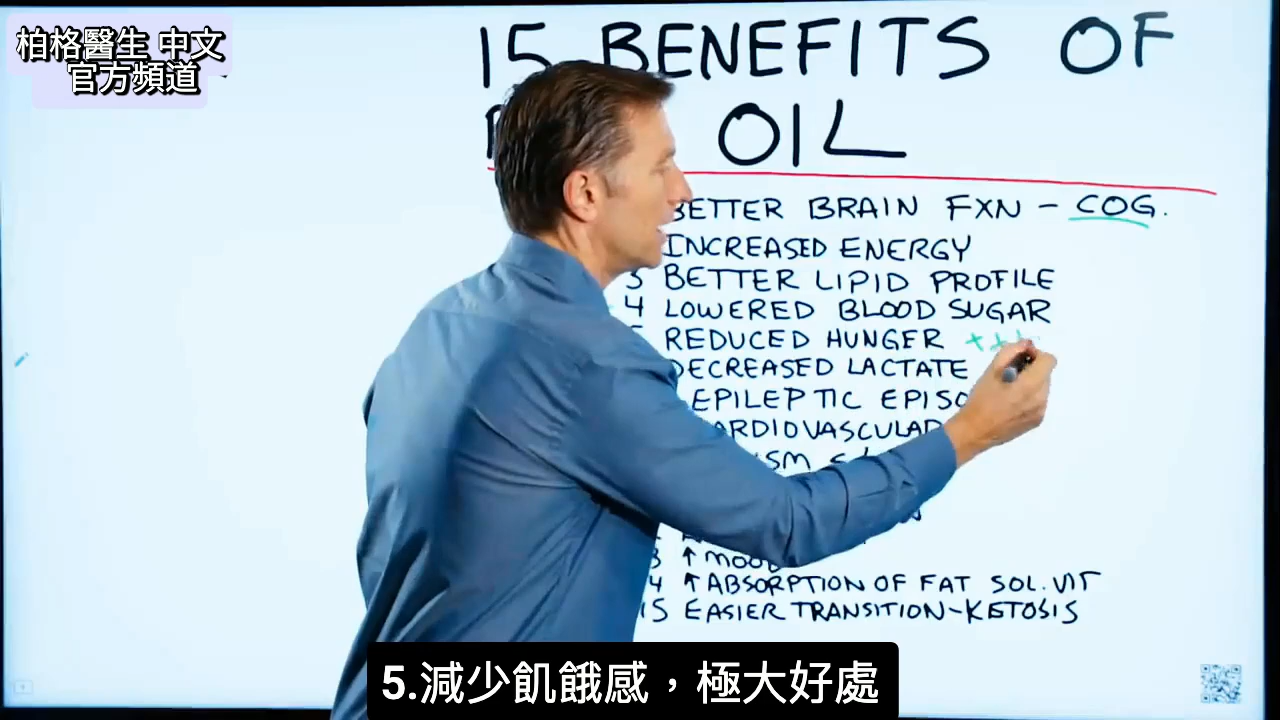 柏格醫生 中文
官方頻道
15 BENEFITS OF
OIL
BETTER BRAIN FXN - COG.
INCREASED ENERGY
3 BETTER LIPID PROFILE
4 LOWERED BLOOD SUGAR
REDUCED HUNGER +++
DECREASED LACTATE
EPILEPTIC
↑ MOOD
↑ ABSORPTION OF FAT SOL. VIT
15 EASIER TRANSITION-KETOSIS
5.減少飢餓感，極大好處